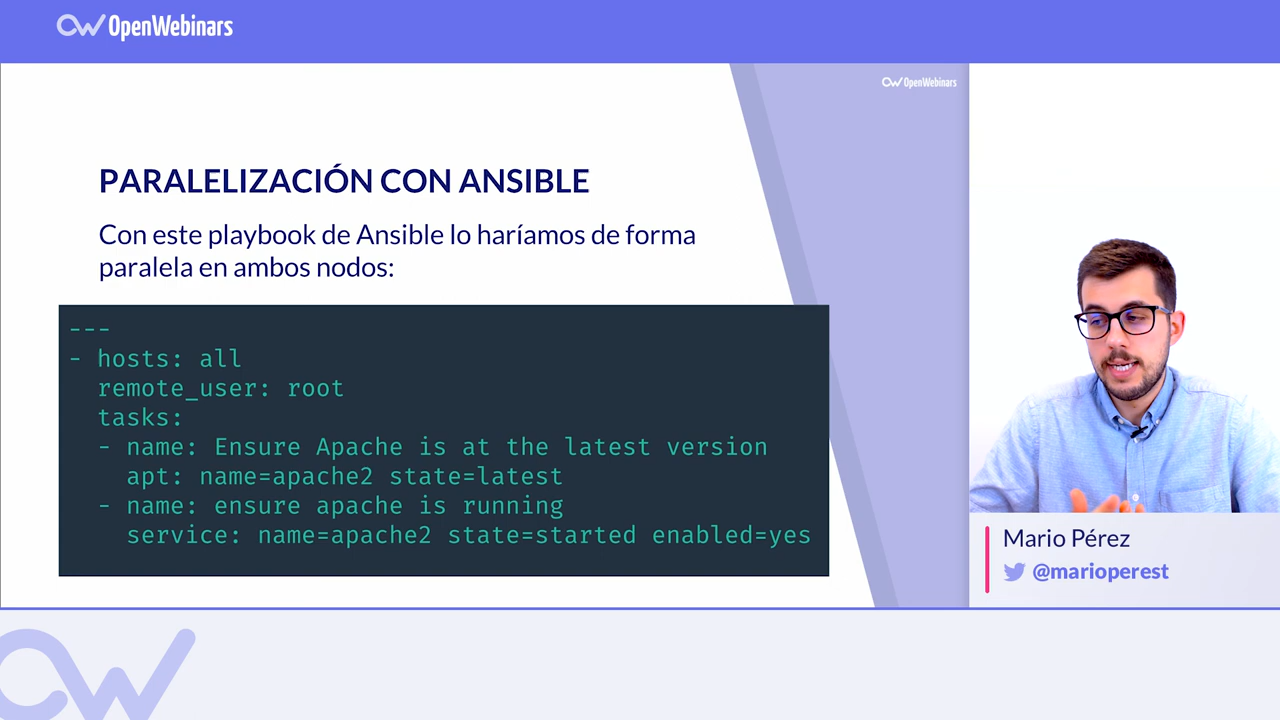 OpenWebinars
OpenWebinars
PARALELIZACIÓN CON ANSIBLE
Con este playbook de Ansible lo haríamos de forma
paralela en ambos nodos:
---
- hosts: all
  remote_user: root
  tasks:
  - name: Ensure Apache is at the latest version
    apt: name=apache2 state=latest
  - name: ensure apache is running
    service: name=apache2 state=started enabled=yes
Mario Pérez
@marioperest